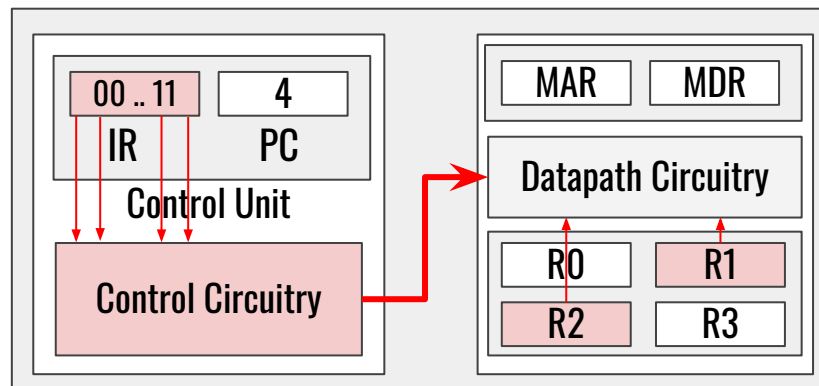 00 .. 11
4
IR
PC
Control Unit
Control Circuitry
MAR
MDR
Datapath Circuitry
R0
R1
R2
R3